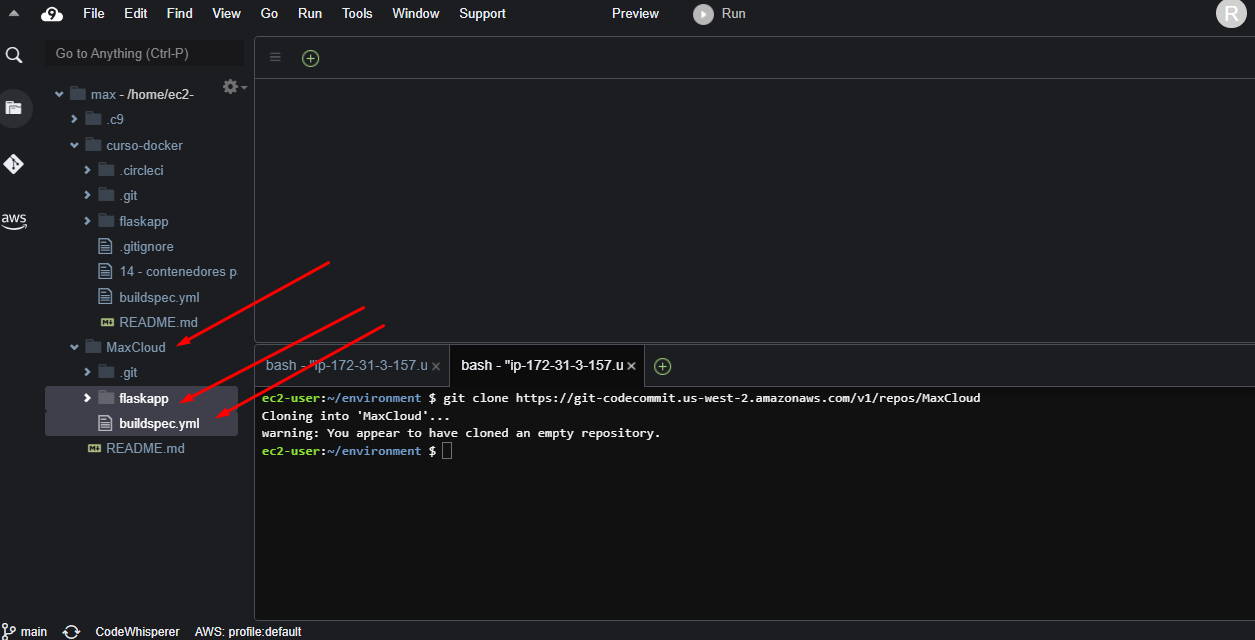 9 File Edit Find View Go Run Tools Window Support Preview Run R
Go to Anything (Ctrl-P)
max - /home/ec2-
.c9
curso-docker
.circleci
.git
flaskapp
.gitignore
14 - contenedores p
buildspec.yml
README.md
MaxCloud
.git
flaskapp
buildspec.yml
README.md
aws
bash - "ip-172-31-3-157.u × bash - "ip-172-31-3-157.u ×
ec2-user:~/environment $ git clone https://git-codecommit.us-west-2.amazonaws.com/v1/repos/MaxCloud
Cloning into 'MaxCloud'...
warning: You appear to have cloned an empty repository.
ec2-user:~/environment $
main CodeWhisperer AWS: profile:default